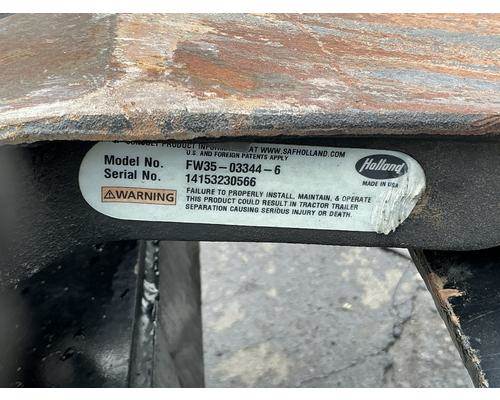 CONSULT PRODUCT INFORMATION AT WWW.SAFHOLLAND.COM
U.S. AND FOREIGN PATENTS APPLY
Model No. FW35-03344-6
Serial No. 14153230566
Holland
MADE IN USA
WARNING
FAILURE TO PROPERLY INSTALL, MAINTAIN, & OPERATE
THIS PRODUCT COULD RESULT IN TRACTOR TRAILER
SEPARATION CAUSING SERIOUS INJURY OR DEATH.